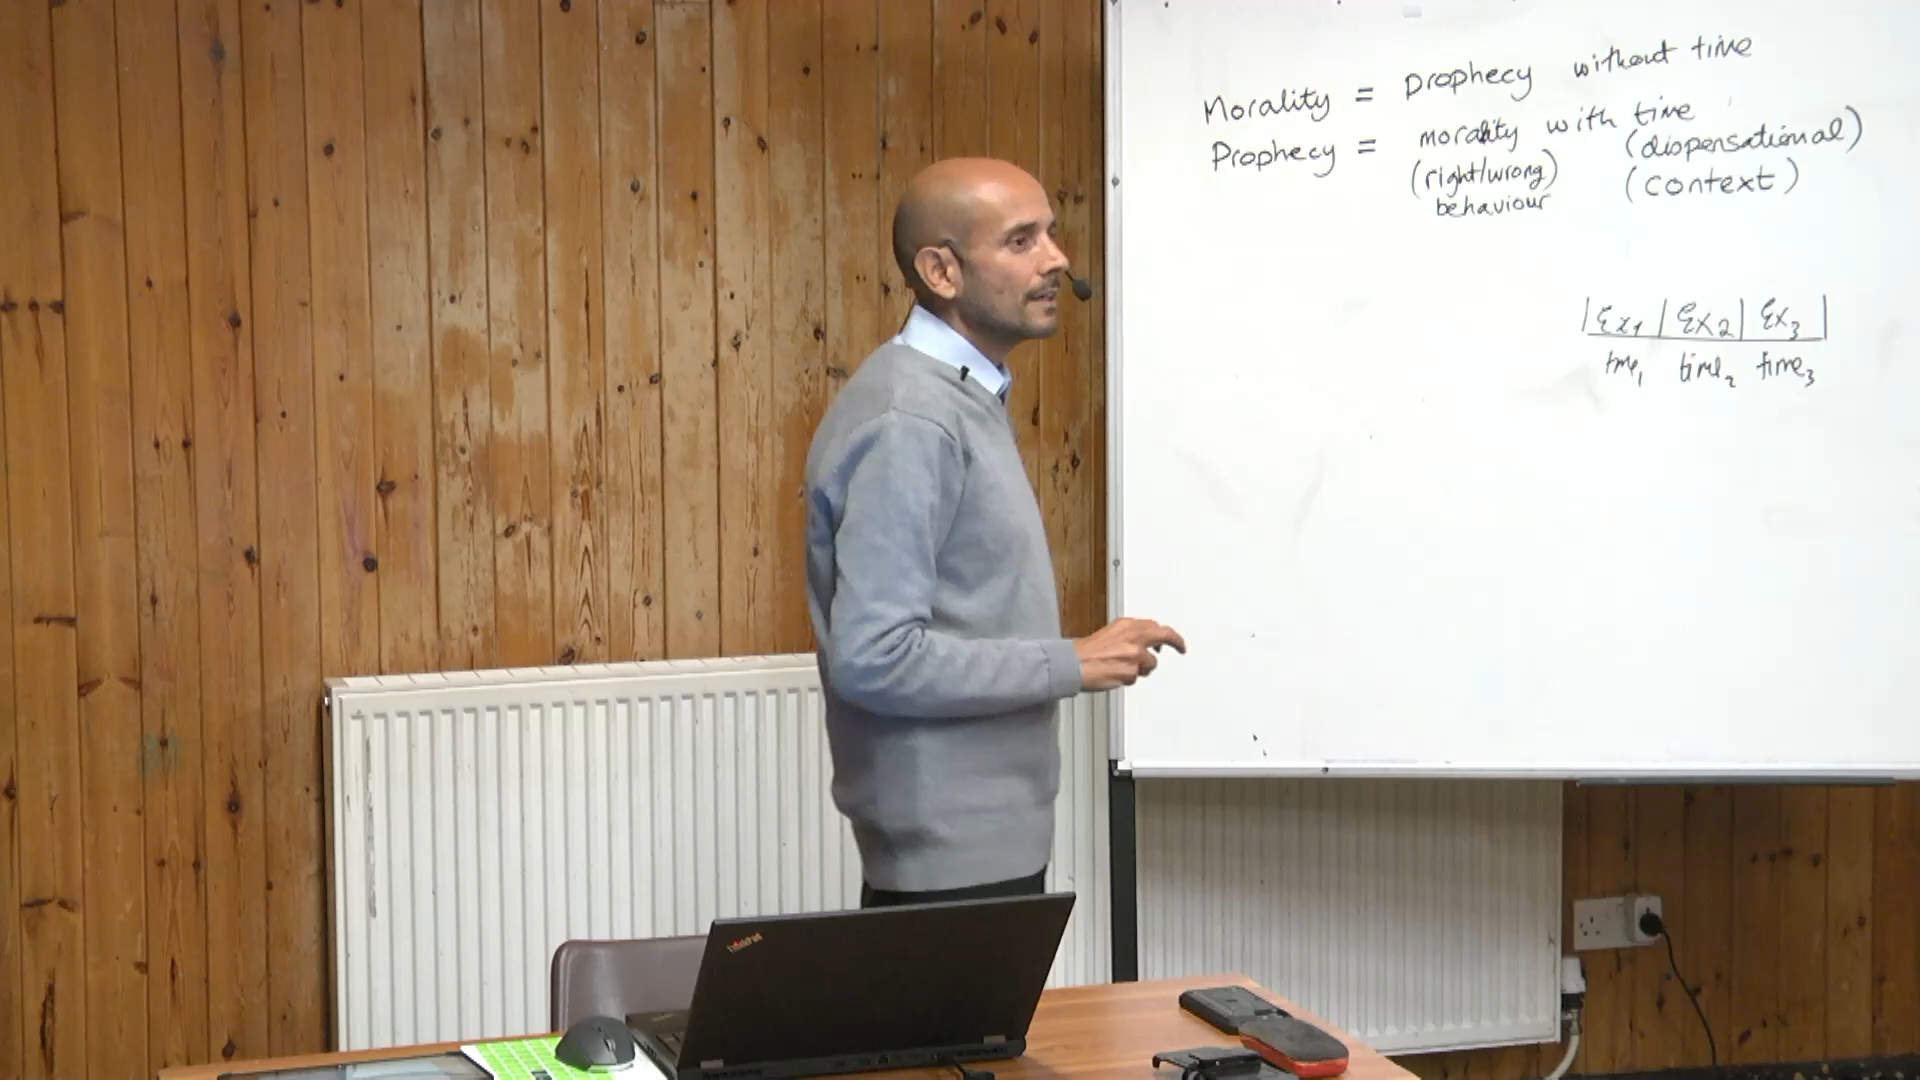 Morality = prophecy without time
Prophecy = morality with time
(right/wrong) (dispensational)
behaviour (context)
|Ex1|Ex2|Ex3|
time1 time2 time3
ThinkPad